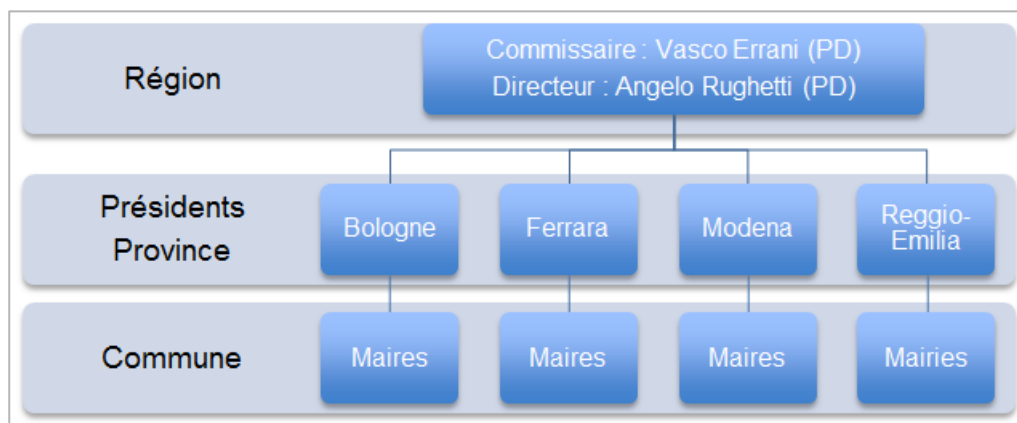 Région
Commissaire : Vasco Errani (PD)
Directeur : Angelo Rughetti (PD)
Présidents
Province
Bologne
Ferrara
Modena
Reggio-
Emilia
Commune
Maires
Maires
Maires
Mairies